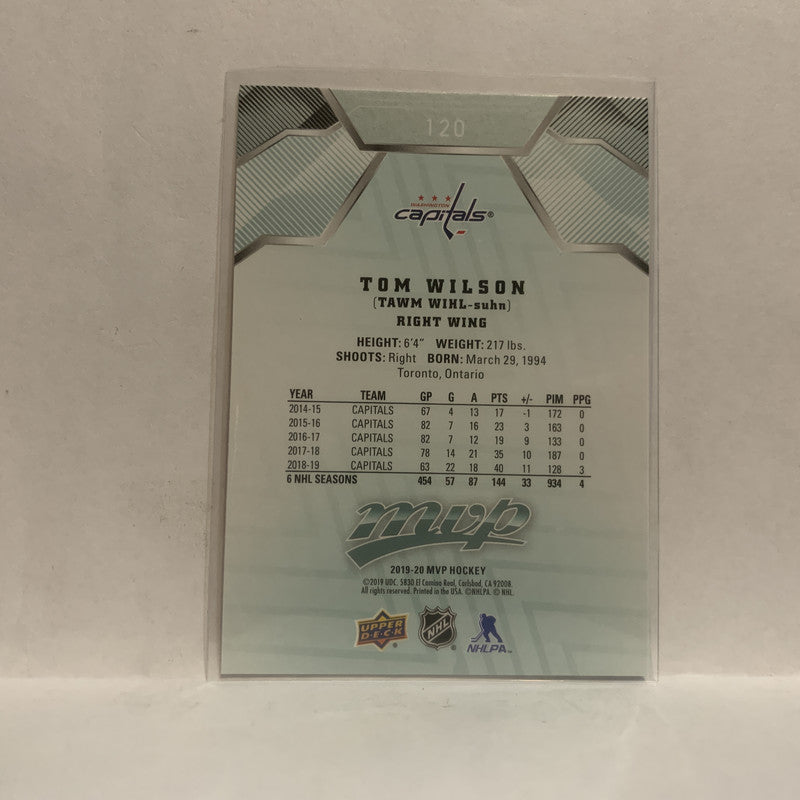 120
WASHINGTON
capitals®
TOM WILSON
(TAWM WIHL-suhn)
RIGHT WING
HEIGHT: 6'4" WEIGHT: 217 lbs.
SHOOTS: Right BORN: March 29, 1994
Toronto, Ontario
YEAR TEAM GP G A PTS +/- PIM PPG
2014-15 CAPITALS 67 4 13 17 -1 172 0
2015-16 CAPITALS 82 7 16 23 3 163 0
2016-17 CAPITALS 82 7 12 19 9 133 0
2017-18 CAPITALS 78 14 21 35 10 187 0
2018-19 CAPITALS 63 22 18 40 11 128 3
6 NHL SEASONS 454 57 87 144 33 934 4
mvp
2019-20 MVP HOCKEY
©2019 UDC. 5830 El Camino Real, Carlsbad, CA 92008.
All rights reserved. Printed in the USA. ©NHLPA. © NHL.
UPPER DECK NHL® NHLPA™